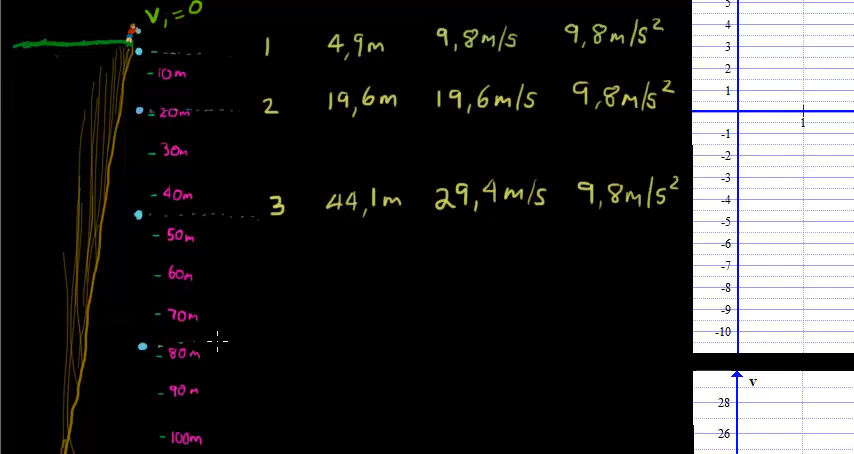 V₁=0
1 4,9m 9,8m/s 9,8m/s²
10m
2 19,6m 19,6m/s 9,8m/s²
20m
30m
40m
3 44,1m 29,4m/s 9,8m/s²
50m
60m
70m
80m
90m
100m
5
4
3
2
1
1
-1
-2
-3
-4
-5
-6
-7
-8
-9
-10
v
28
26